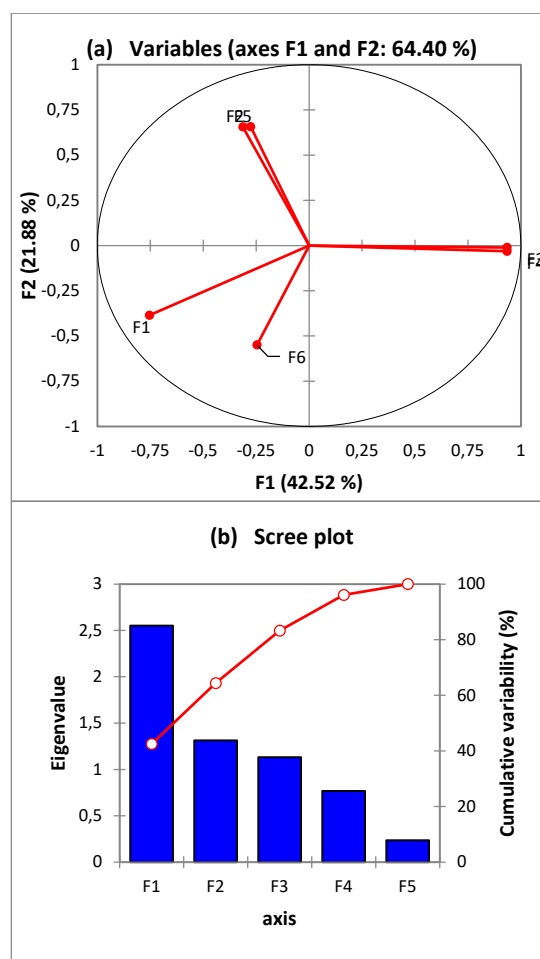 (a) Variables (axes F1 and F2: 64.40 %)
1
0,75
0,5
0,25
0
-0,25
-0,5
-0,75
-1
F2 (21.88 %)
F5
F1
F6
-1 -0,75 -0,5 -0,25 0 0,25 0,5 0,75 1
F1 (42.52 %)
(b) Scree plot
3
2,5
2
1,5
1
0,5
0
Eigenvalue
100
80
60
40
20
0
Cumulative variability (%)
F1 F2 F3 F4 F5
axis